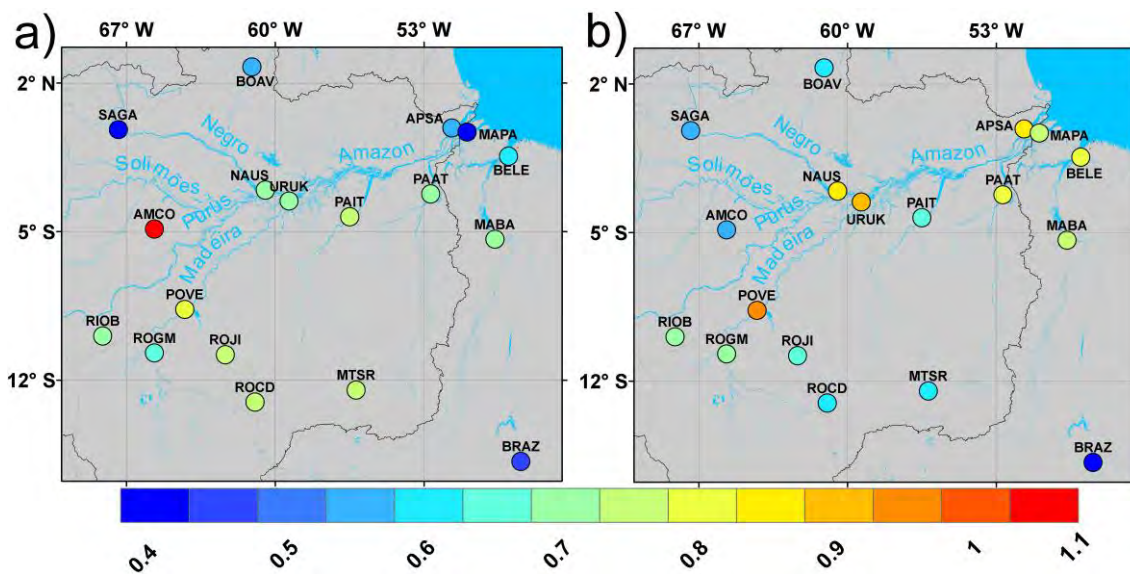 a)
67° W 60° W 53° W
2° N
5° S
12° S
BOAV
SAGA
APSA
MAPA
BELE
Negro
Amazon
Solimões
NAUS
URUK
PAAT
PAIT
AMCO
Purus
MABA
Madeira
POVE
RIOB
ROGM
ROJI
ROCD
MTSR
BRAZ
b)
67° W 60° W 53° W
2° N
5° S
12° S
BOAV
SAGA
APSA
MAPA
BELE
Negro
Amazon
Solimões
NAUS
URUK
PAAT
PAIT
AMCO
Purus
MABA
Madeira
POVE
RIOB
ROGM
ROJI
ROCD
MTSR
BRAZ
0.4 0.5 0.6 0.7 0.8 0.9 1 1.1